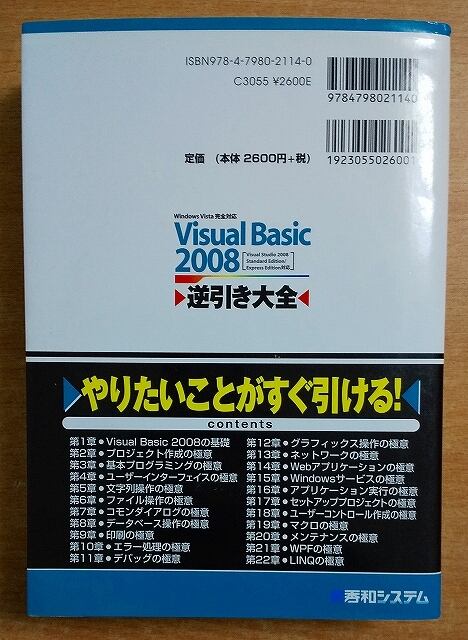 ISBN978-4-7980-2114-0
C3055 ¥2600E
9784798021140
定価 (本体 2600円+税)
1923055026001
Windows Vista 完全対応
Visual Basic
2008
Visual Studio 2008
Standard Edition/
Express Edition対応
逆引き大全
やりたいことがすぐ引ける!
contents
第1章●Visual Basic 2008の基礎
第2章●プロジェクト作成の極意
第3章●基本プログラミングの極意
第4章●ユーザーインターフェイスの極意
第5章●文字列操作の極意
第6章●ファイル操作の極意
第7章●コモンダイアログの極意
第8章●データベース操作の極意
第9章●印刷の極意
第10章●エラー処理の極意
第11章●デバッグの極意
第12章●グラフィックス操作の極意
第13章●ネットワークの極意
第14章●Webアプリケーションの極意
第15章●Windowsサービスの極意
第16章●アプリケーション実行の極意
第17章●セットアッププロジェクトの極意
第18章●ユーザーコントロール作成の極意
第19章●マクロの極意
第20章●メンテナンスの極意
第21章●WPFの極意
第22章●LINQの極意
秀和システム